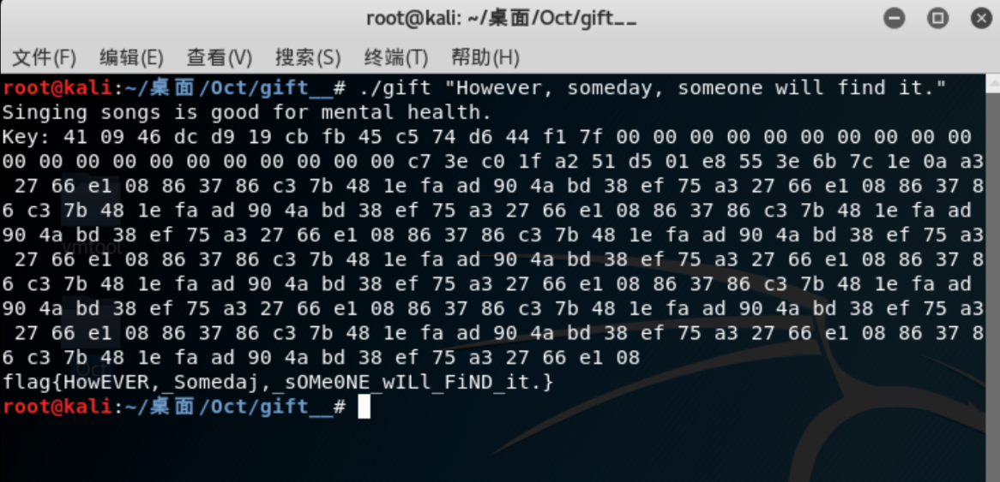 root@kali: ~/桌面/Oct/gift__
文件(F) 编辑(E) 查看(V) 搜索(S) 终端(T) 帮助(H)
root@kali:~/桌面/Oct/gift__# ./gift "However, someday, someone will find it."
Singing songs is good for mental health.
Key: 41 09 46 dc d9 19 cb fb 45 c5 74 d6 44 f1 7f 00 00 00 00 00 00 00 00 00 00
00 00 00 00 00 00 00 00 00 00 00 00 00 c7 3e c0 1f a2 51 d5 01 e8 55 3e 6b 7c 1e 0a a3
27 66 e1 08 86 37 86 c3 7b 48 1e fa ad 90 4a bd 38 ef 75 a3 27 66 e1 08 86 37 8
6 c3 7b 48 1e fa ad 90 4a bd 38 ef 75 a3 27 66 e1 08 86 37 86 c3 7b 48 1e fa ad
90 4a bd 38 ef 75 a3 27 66 e1 08 86 37 86 c3 7b 48 1e fa ad 90 4a bd 38 ef 75 a3
27 66 e1 08 86 37 86 c3 7b 48 1e fa ad 90 4a bd 38 ef 75 a3 27 66 e1 08 86 37 8
6 c3 7b 48 1e fa ad 90 4a bd 38 ef 75 a3 27 66 e1 08 86 37 86 c3 7b 48 1e fa ad
90 4a bd 38 ef 75 a3 27 66 e1 08 86 37 86 c3 7b 48 1e fa ad 90 4a bd 38 ef 75 a3
27 66 e1 08 86 37 86 c3 7b 48 1e fa ad 90 4a bd 38 ef 75 a3 27 66 e1 08 86 37 8
6 c3 7b 48 1e fa ad 90 4a bd 38 ef 75 a3 27 66 e1 08
flag{HowEVER,_Somedaj,_sOMe0NE_wILl_FiND_it.}
root@kali:~/桌面/Oct/gift__#
vmtool
Oct